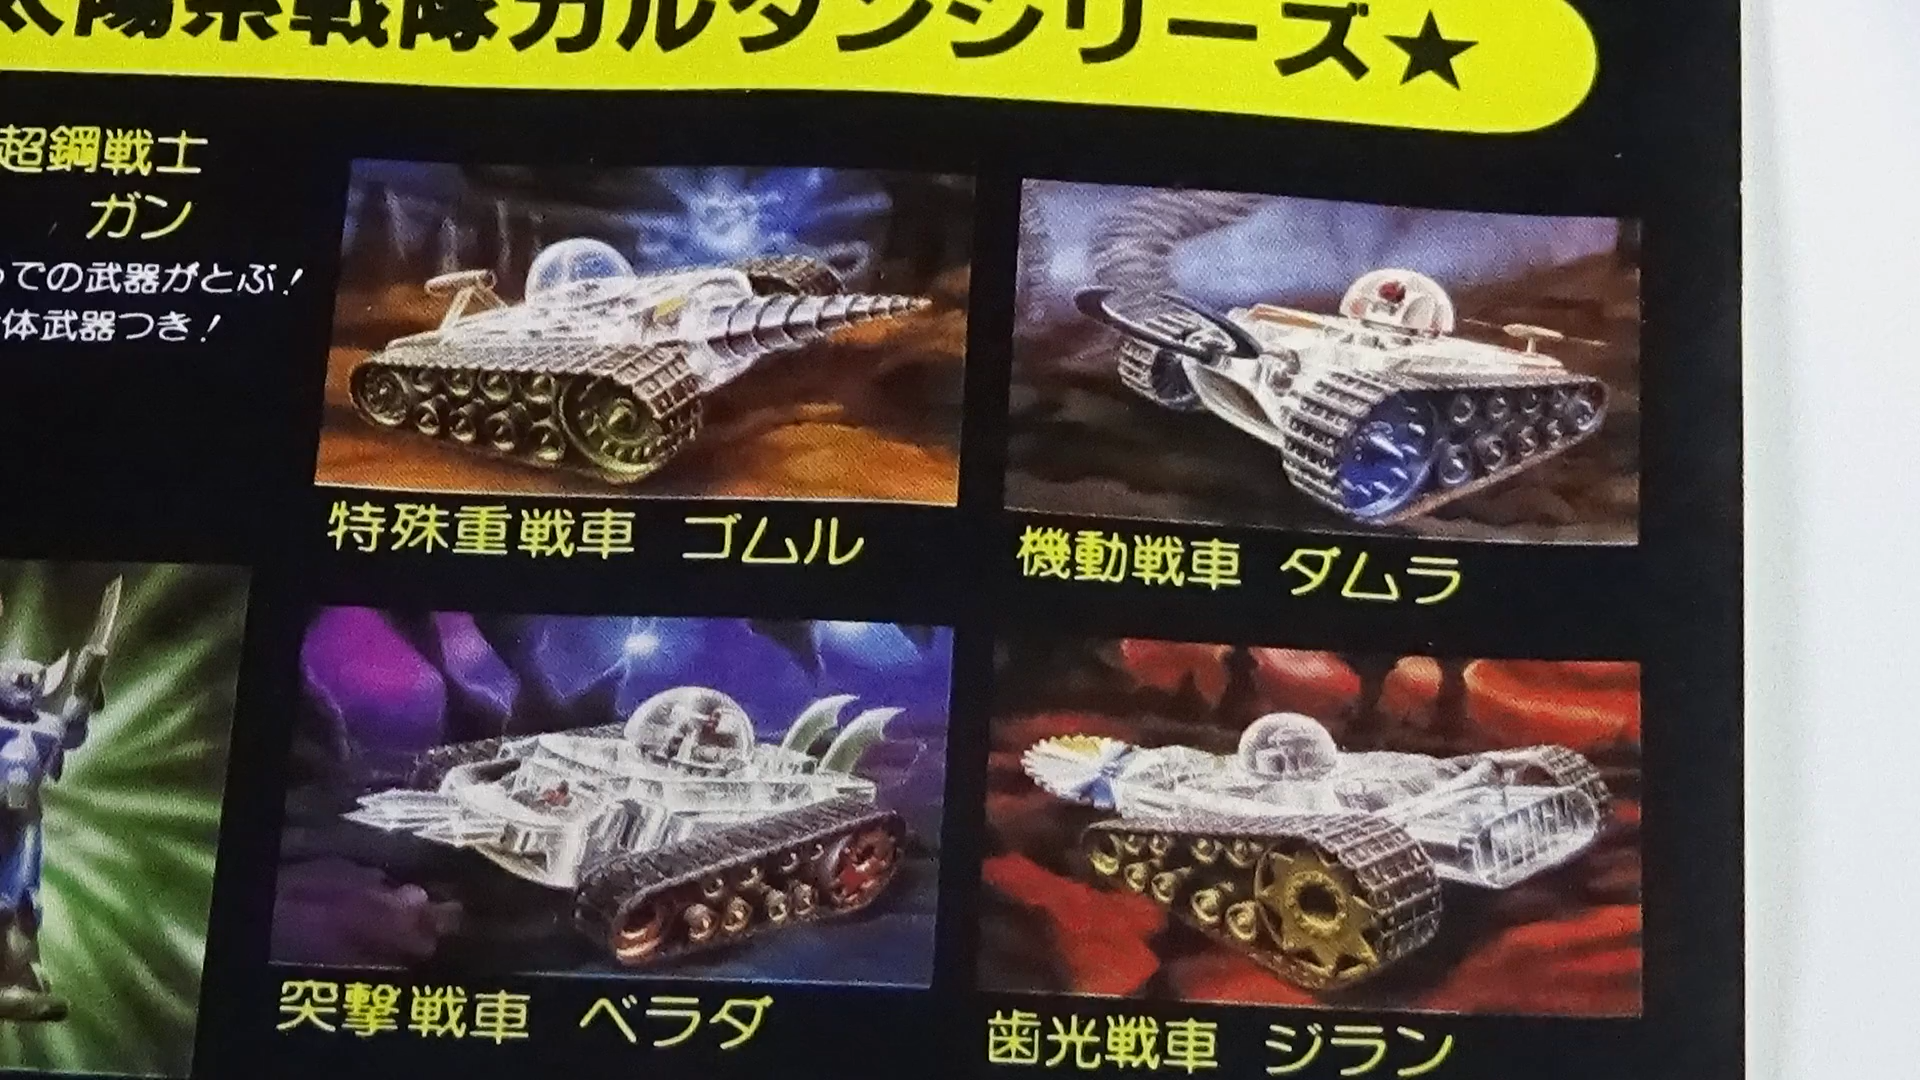 太陽系戦隊ガルダンシリーズ★
超鋼戦士
ガン
ての武器がとぶ!
体武器つき!
特殊重戦車 ゴムル
機動戦車 ダムラ
突撃戦車 ベラダ
歯光戦車 ジラン